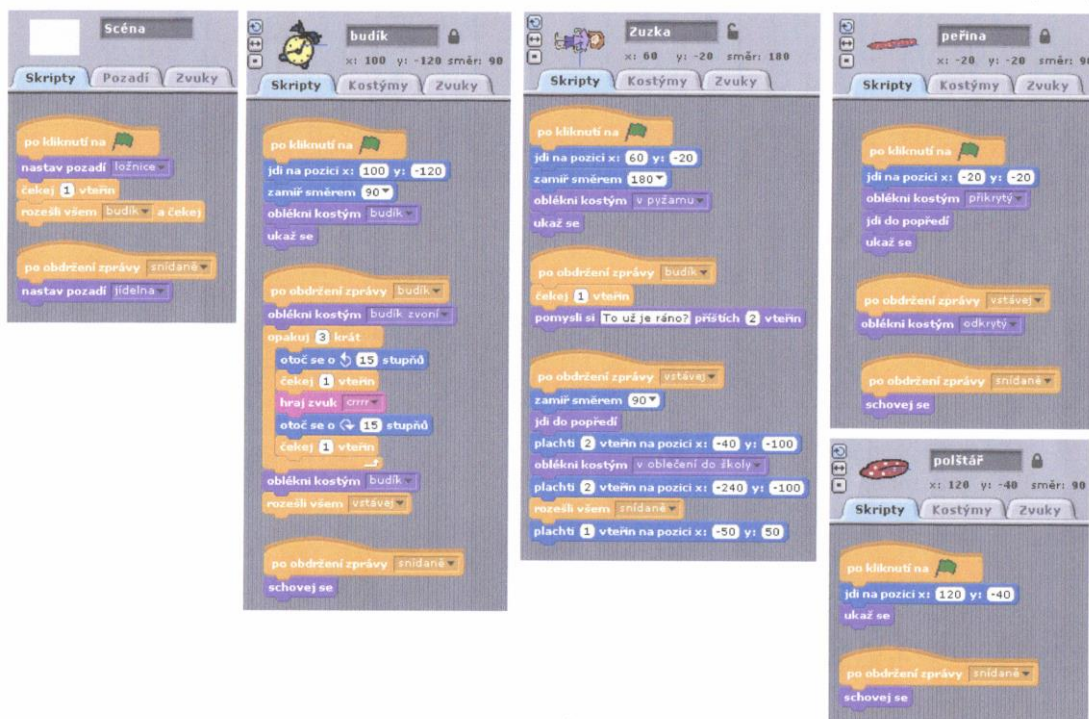 Scéna
Skripty Pozadí Zvuky
po kliknutí na
nastav pozadí ložnice
čekej 1 vteřin
rozešli všem budík a čekej
po obdržení zprávy snídaně
nastav pozadí jídelna
budík
x: 100 y: -120 směr: 90
Skripty Kostýmy Zvuky
po kliknutí na
jdi na pozici x: 100 y: -120
zamiř směrem 90
oblékni kostým budík
ukaž se
po obdržení zprávy budík
oblékni kostým budík zvoní
opakuj 3 krát
otoč se o 15 stupňů
čekej 1 vteřin
hraj zvuk crrrr
otoč se o 15 stupňů
čekej 1 vteřin
oblékni kostým budík
rozešli všem vstávej
po obdržení zprávy snídaně
schovej se
Zuzka
x: 60 y: -20 směr: 180
Skripty Kostýmy Zvuky
po kliknutí na
jdi na pozici x: 60 y: -20
zamiř směrem 180
oblékni kostým v pyžamu
ukaž se
po obdržení zprávy budík
čekej 1 vteřin
pomysli si To už je ráno? příštích 2 vteřin
po obdržení zprávy vstávej
zamiř směrem 90
jdi do popředí
plachti 2 vteřin na pozici x: -40 y: -100
oblékni kostým v oblečení do školy
plachti 2 vteřin na pozici x: -240 y: -100
rozešli všem snídaně
plachti 1 vteřin na pozici x: -50 y: 50
peřina
x: -20 y: -20 směr: 90
Skripty Kostýmy Zvuky
po kliknutí na
jdi na pozici x: -20 y: -20
oblékni kostým přikrytý
jdi do popředí
ukaž se
po obdržení zprávy vstávej
oblékni kostým odkrytý
po obdržení zprávy snídaně
schovej se
polštář
x: 120 y: -40 směr: 90
Skripty Kostýmy Zvuky
po kliknutí na
jdi na pozici x: 120 y: -40
ukaž se
po obdržení zprávy snídaně
schovej se